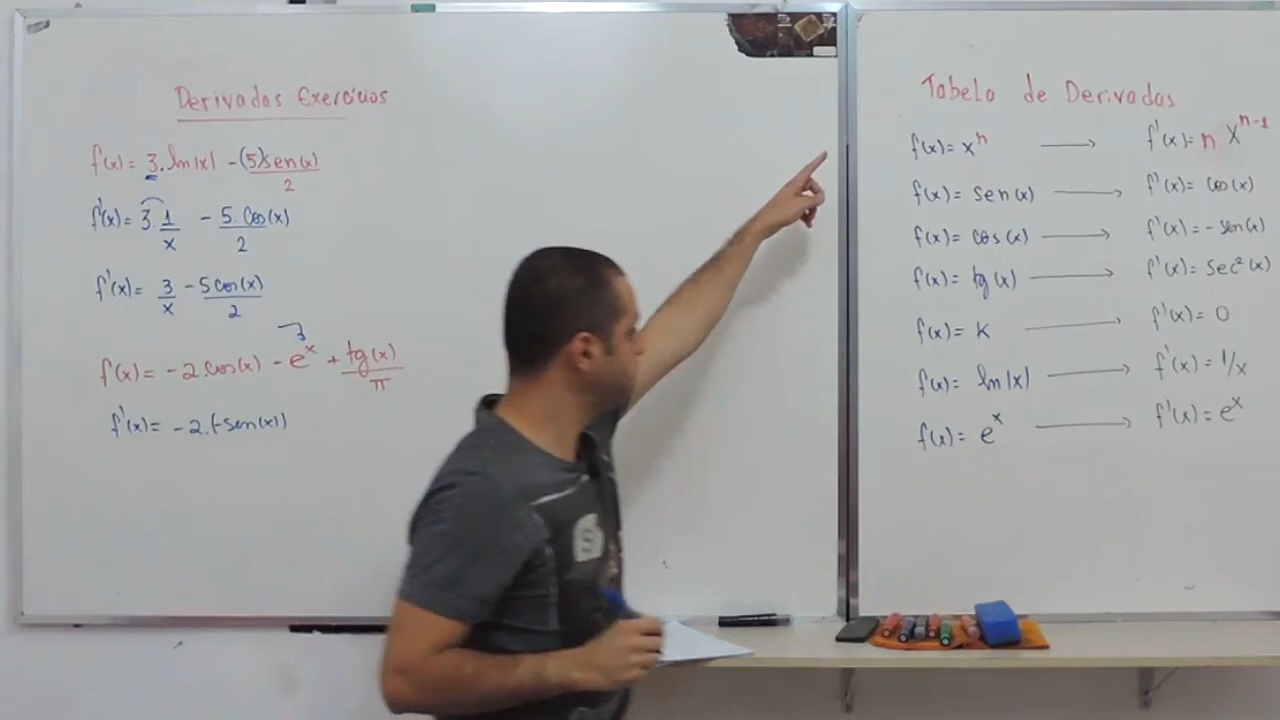 Derivadas Exercícios
f(x) = 3.ln|x| - (5)sen(x)/2
f'(x) = 3.1/x - 5.Cos(x)/2
f'(x) = 3/x - 5cos(x)/2
f(x) = -2.cos(x) - e^x + tg(x)/π
f'(x) = -2.(-sen(x))
Tabela de Derivadas
f(x) = x^n → f'(x) = n x^n-1
f(x) = sen(x) → f'(x) = cos(x)
f(x) = cos(x) → f'(x) = -sen(x)
f(x) = tg(x) → f'(x) = sec²(x)
f(x) = K → f'(x) = 0
f(x) = ln|x| → f'(x) = 1/x
f(x) = e^x → f'(x) = e^x